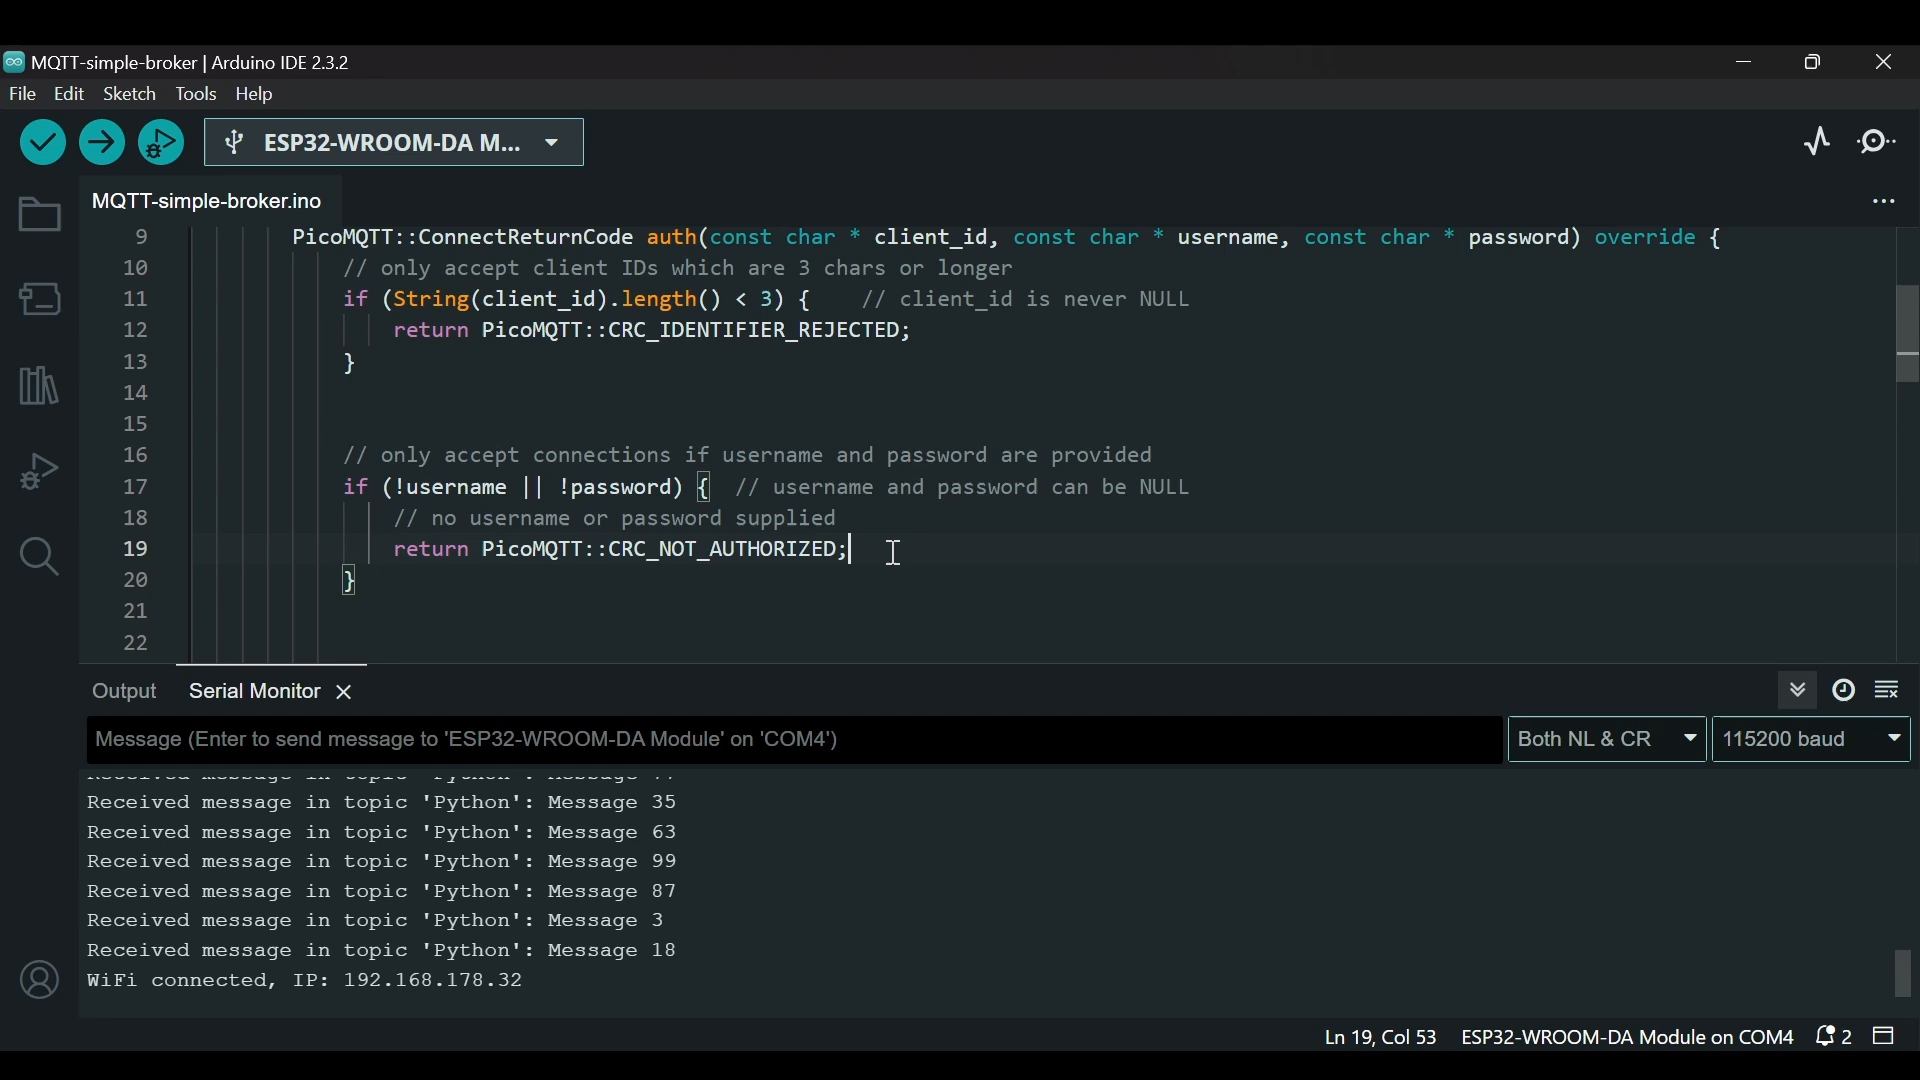 MQTT-simple-broker | Arduino IDE 2.3.2
File Edit Sketch Tools Help
ESP32-WROOM-DA M...
MQTT-simple-broker.ino
9 PicoMQTT::ConnectReturnCode auth(const char * client_id, const char * username, const char * password) override {
10 // only accept client IDs which are 3 chars or longer
11 if (String(client_id).length() < 3) { // client_id is never NULL
12 return PicoMQTT::CRC_IDENTIFIER_REJECTED;
13 }
14
15
16 // only accept connections if username and password are provided
17 if (!username || !password) { // username and password can be NULL
18 // no username or password supplied
19 return PicoMQTT::CRC_NOT_AUTHORIZED;
20 }
21
22
Output Serial Monitor
Message (Enter to send message to 'ESP32-WROOM-DA Module' on 'COM4') Both NL & CR 115200 baud
Received message in topic 'Python': Message
Received message in topic 'Python': Message 35
Received message in topic 'Python': Message 63
Received message in topic 'Python': Message 99
Received message in topic 'Python': Message 87
Received message in topic 'Python': Message 3
Received message in topic 'Python': Message 18
WiFi connected, IP: 192.168.178.32
Ln 19, Col 53 ESP32-WROOM-DA Module on COM4 2